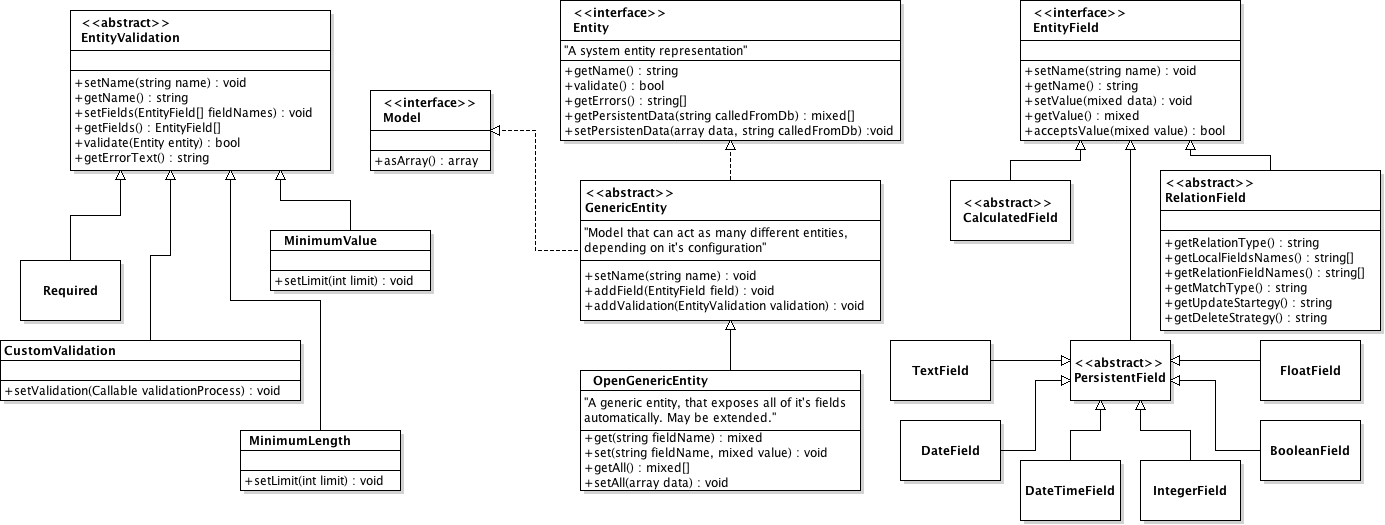 <<abstract>>
EntityValidation
+setName(string name) : void
+getName() : string
+setFields(EntityField[] fieldNames) : void
+getFields() : EntityField[]
+validate(Entity entity) : bool
+getErrorText() : string
<<interface>>
Model
+asArray() : array
<<interface>>
Entity
"A system entity representation"
+getName() : string
+validate() : bool
+getErrors() : string[]
+getPersistentData(string calledFromDb) : mixed[]
+setPersistenData(array data, string calledFromDb) :void
<<interface>>
EntityField
+setName(string name) : void
+getName() : string
+setValue(mixed data) : void
+getValue() : mixed
+acceptsValue(mixed value) : bool
Required
MinimumValue
+setLimit(int limit) : void
CustomValidation
+setValidation(Callable validationProcess) : void
MinimumLength
+setLimit(int limit) : void
<<abstract>>
GenericEntity
"Model that can act as many different entities,
depending on it's configuration"
+setName(string name) : void
+addField(EntityField field) : void
+addValidation(EntityValidation validation) : void
OpenGenericEntity
"A generic entity, that exposes all of it's fields
automatically. May be extended."
+get(string fieldName) : mixed
+set(string fieldName, mixed value) : void
+getAll() : mixed[]
+setAll(array data) : void
<<abstract>>
CalculatedField
<<abstract>>
RelationField
+getRelationType() : string
+getLocalFieldsNames() : string[]
+getRelationFieldNames() : string[]
+getMatchType() : string
+getUpdateStartegy() : string
+getDeleteStrategy() : string
TextField
<<abstract>>
PersistentField
FloatField
DateField
DateTimeField
IntegerField
BooleanField